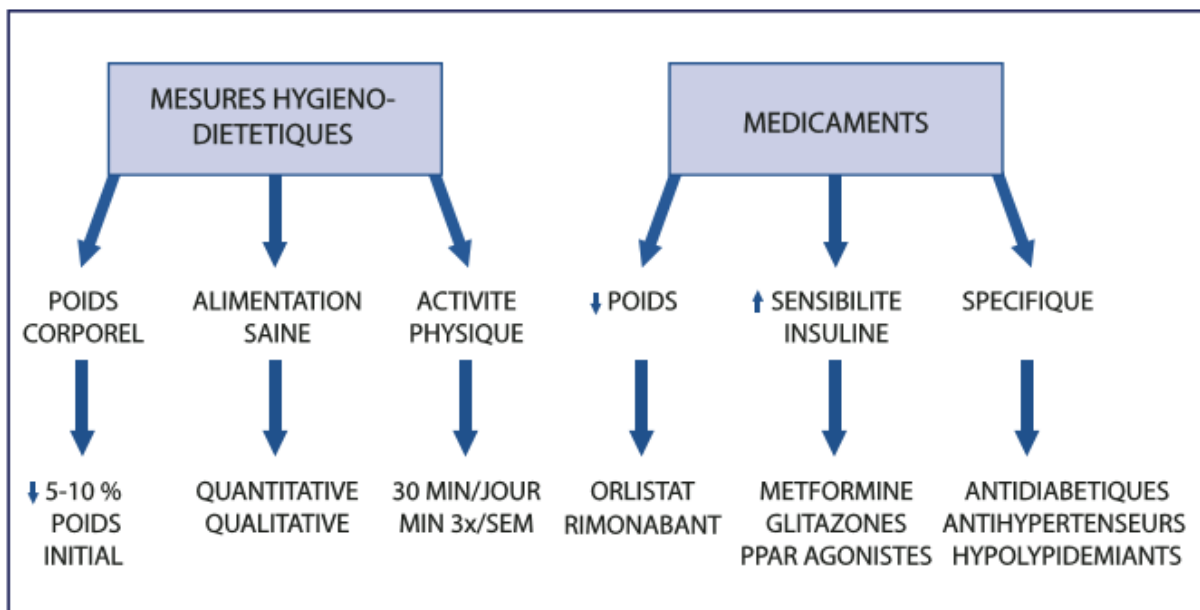 MESURES HYGIENO-
DIETETIQUES
MEDICAMENTS
POIDS
CORPOREL
ALIMENTATION
SAINE
ACTIVITE
PHYSIQUE
POIDS
SENSIBILITE
INSULINE
SPECIFIQUE
5-10 %
POIDS
INITIAL
QUANTITATIVE
QUALITATIVE
30 MIN/JOUR
MIN 3x/SEM
ORLISTAT
RIMONABANT
METFORMINE
GLITAZONES
PPAR AGONISTES
ANTIDIABETIQUES
ANTIHYPERTENSEURS
HYPOLYPIDEMIANTS